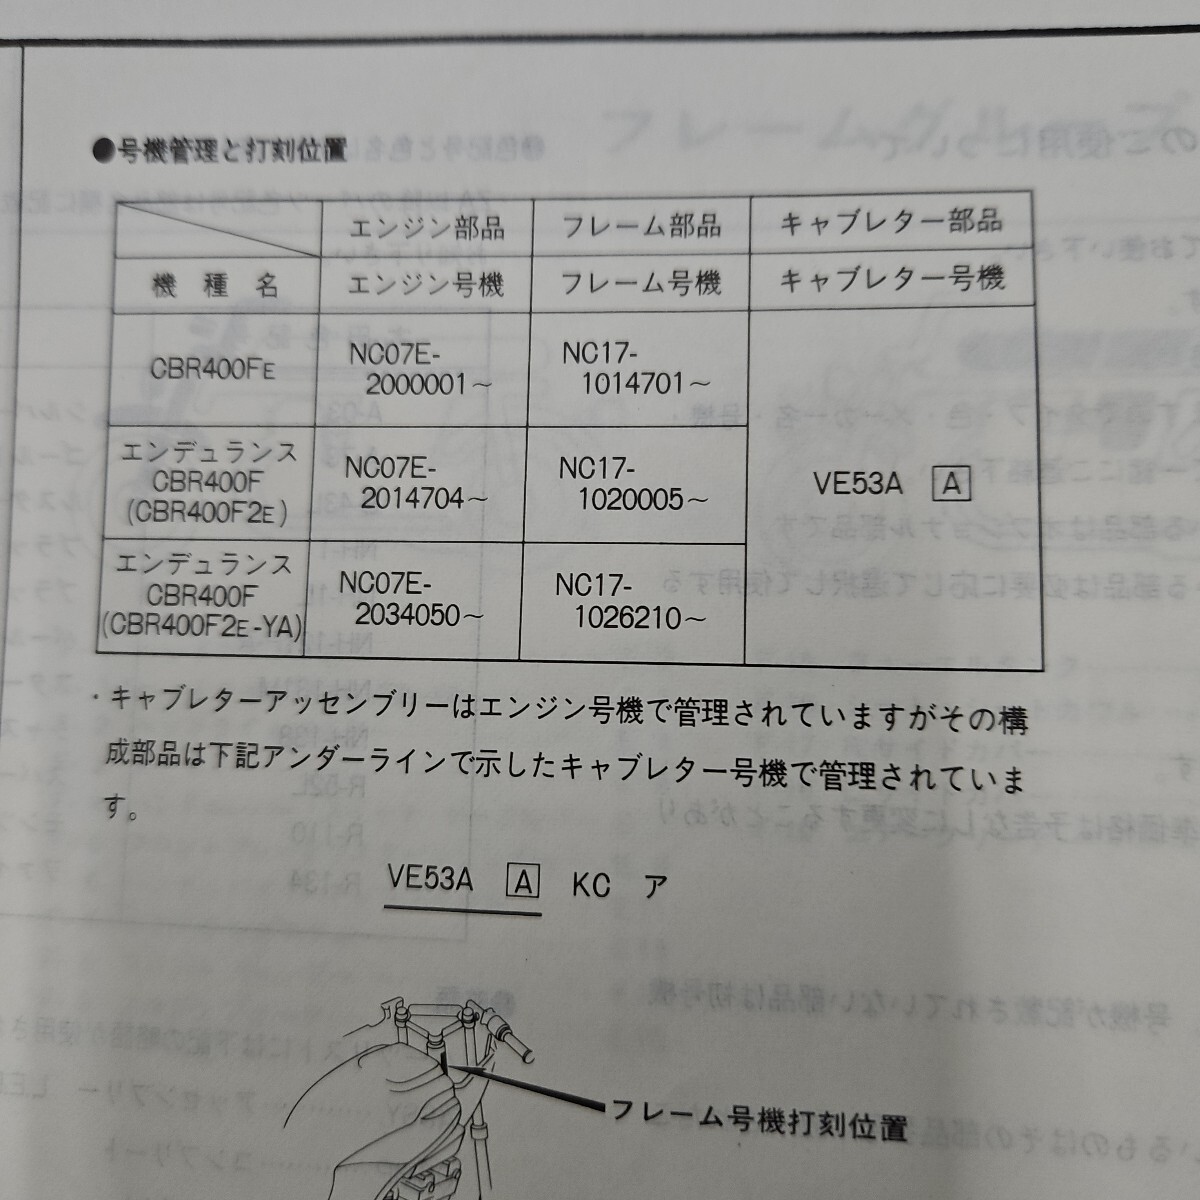 ●号機管理と打刻位置
エンジン部品 フレーム部品 キャブレター部品
機種名 エンジン号機 フレーム号機 キャブレター号機
CBR400FE NC07E-2000001～ NC17-1014701～
エンデュランス
CBR400F
(CBR400F2E)
NC07E-2014704～ NC17-1020005～ VE53A A
エンデュランス
CBR400F
(CBR400F2E-YA)
NC07E-2034050～ NC17-1026210～
・キャブレターアッセンブリーはエンジン号機で管理されていますがその構
成部品は下記アンダーラインで示したキャブレター号機で管理されていま
す。
VE53A A KC ア
フレーム号機打刻位置